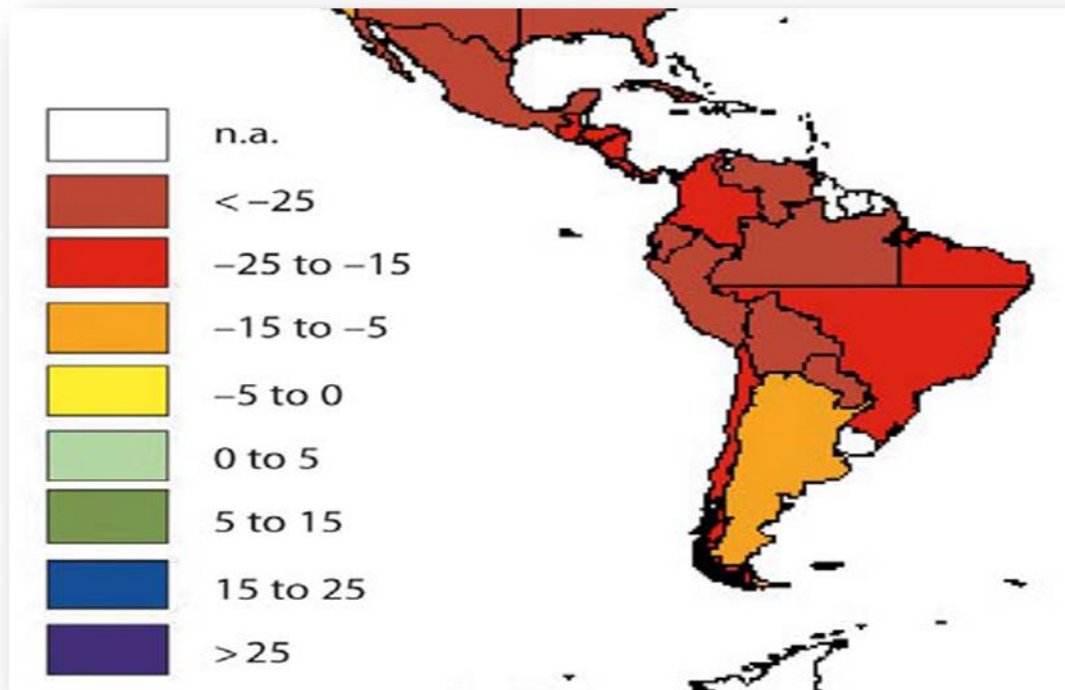 n.a.
< –25
–25 to –15
–15 to –5
–5 to 0
0 to 5
5 to 15
15 to 25
>25